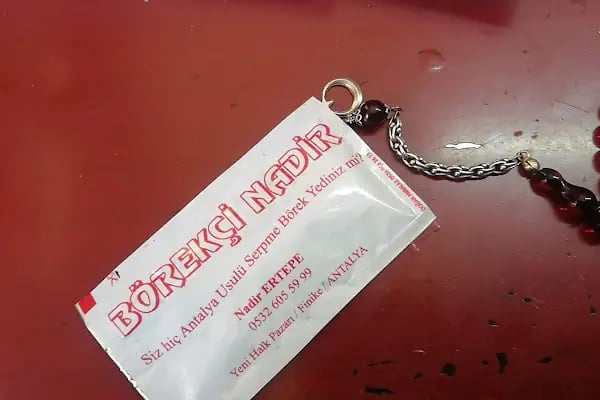 BÖREKÇİ NADİR
Siz hiç Antalya Usulü Serpme Börek Yediniz mi?
Nadir ERTEPE
0532 605 59 99
Yeni Halk Pazarı / Finike / ANTALYA